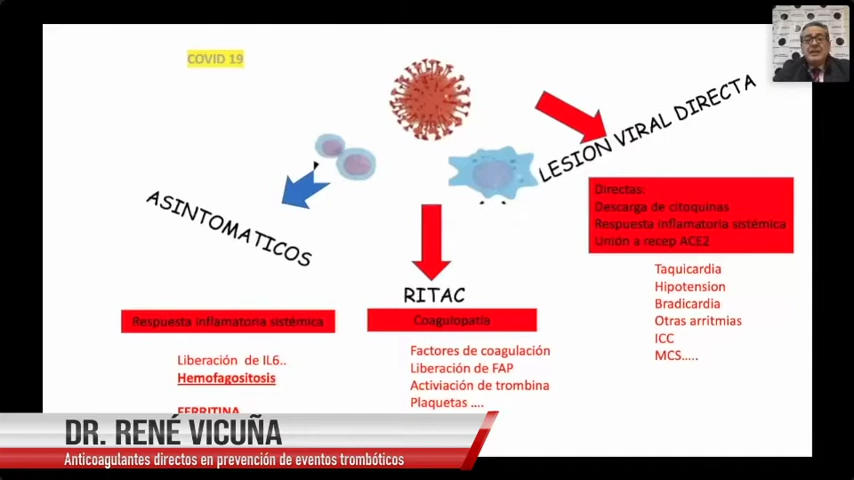 COVID 19
LESION VIRAL DIRECTA
ASINTOMATICOS
Directas:
Descarga de citoquinas
Respuesta inflamatoria sistémica
Unión a recep ACE2
Taquicardia
Hipotension
Bradicardia
Otras arritmias
ICC
MCS.....
RITAC
Coagulopatía
Factores de coagulación
Liberación de FAP
Activiación de trombina
Plaquetas ....
Respuesta inflamatoria sistémica
Liberación de IL6..
Hemofagositosis
FERRITINA
DR. RENÉ VICUÑA
Anticoagulantes directos en prevención de eventos trombóticos